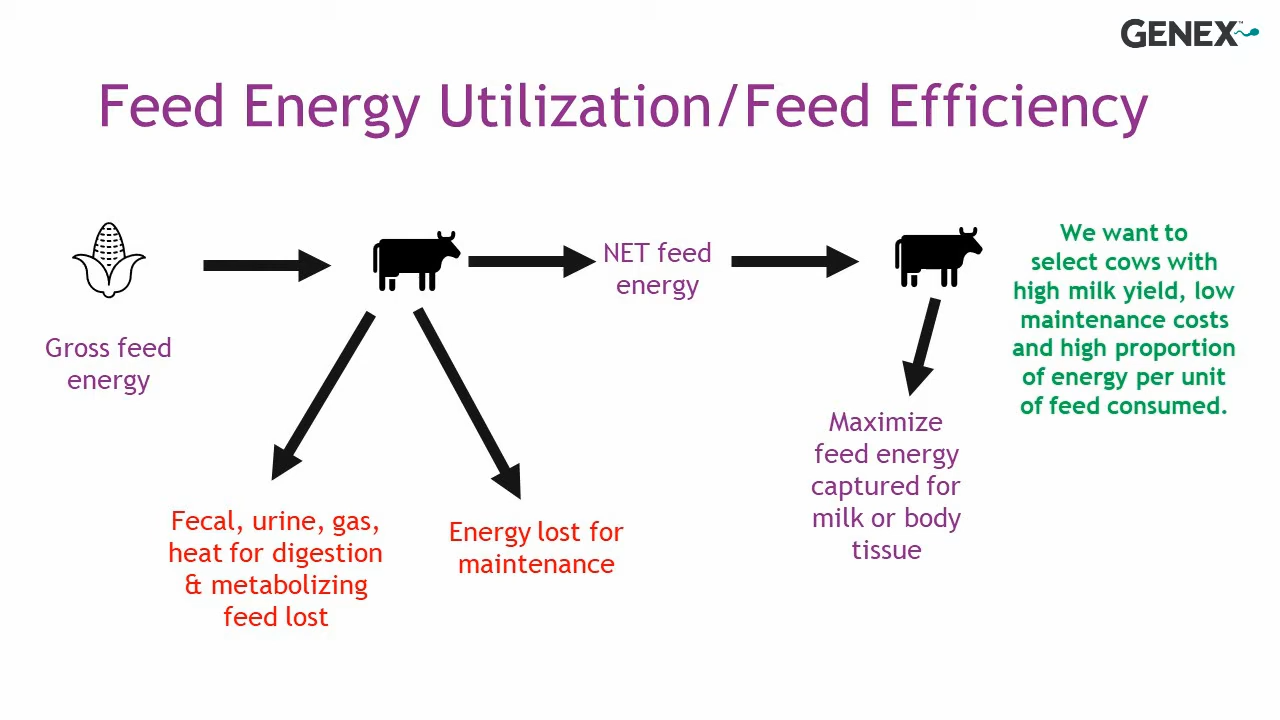 GENEX™
Feed Energy Utilization/Feed Efficiency
Gross feed
energy
NET feed
energy
We want to
select cows with
high milk yield, low
maintenance costs
and high proportion
of energy per unit
of feed consumed.
Fecal, urine, gas,
heat for digestion
& metabolizing
feed lost
Energy lost for
maintenance
Maximize
feed energy
captured for
milk or body
tissue